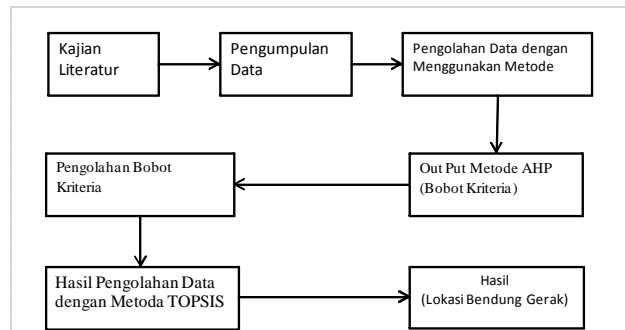 Kajian
Literatur
Pengumpulan
Data
Pengolahan Data dengan
Menggunakan Metode
Out Put Metode AHP
(Bobot Kriteria)
Pengolahan Bobot
Kriteria
Hasil Pengolahan Data
dengan Metoda TOPSIS
Hasil
(Lokasi Bendung Gerak)